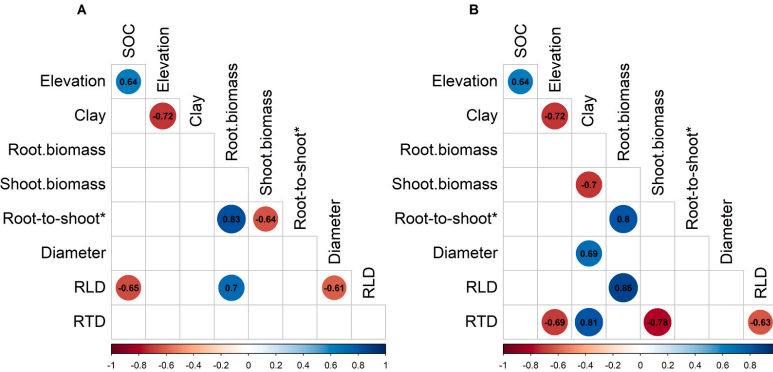 A
SOC
Elevation
Clay
Root.biomass
Shoot.biomass
Root-to-shoot*
Diameter
RLD
Elevation 0.64
Clay -0.72
Root.biomass
Shoot.biomass
Root-to-shoot* 0.83 -0.64
Diameter
RLD -0.65 0.7 -0.61
RTD
-1 -0.8 -0.6 -0.4 -0.2 0 0.2 0.4 0.6 0.8 1
B
SOC
Elevation
Clay
Root.biomass
Shoot.biomass
Root-to-shoot*
Diameter
RLD
Elevation 0.64
Clay -0.72
Root.biomass
Shoot.biomass -0.7
Root-to-shoot* 0.8
Diameter 0.69
RLD 0.86
RTD -0.69 0.81 -0.78 -0.63
-1 -0.8 -0.6 -0.4 -0.2 0 0.2 0.4 0.6 0.8